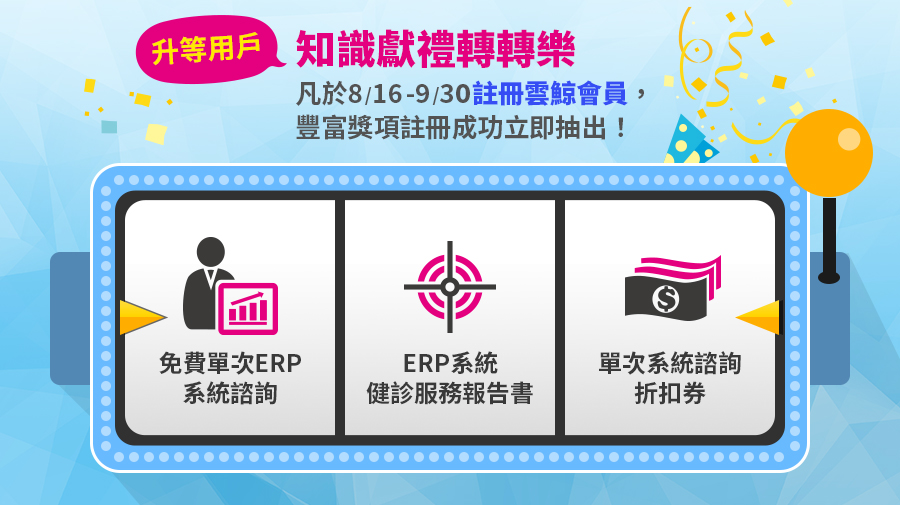 升等用戶
知識獻禮轉轉樂
凡於8/16-9/30註冊雲鯨會員，
豐富獎項註冊成功立即抽出！
免費單次ERP
系統諮詢
ERP系統
健診服務報告書
單次系統諮詢
折扣券